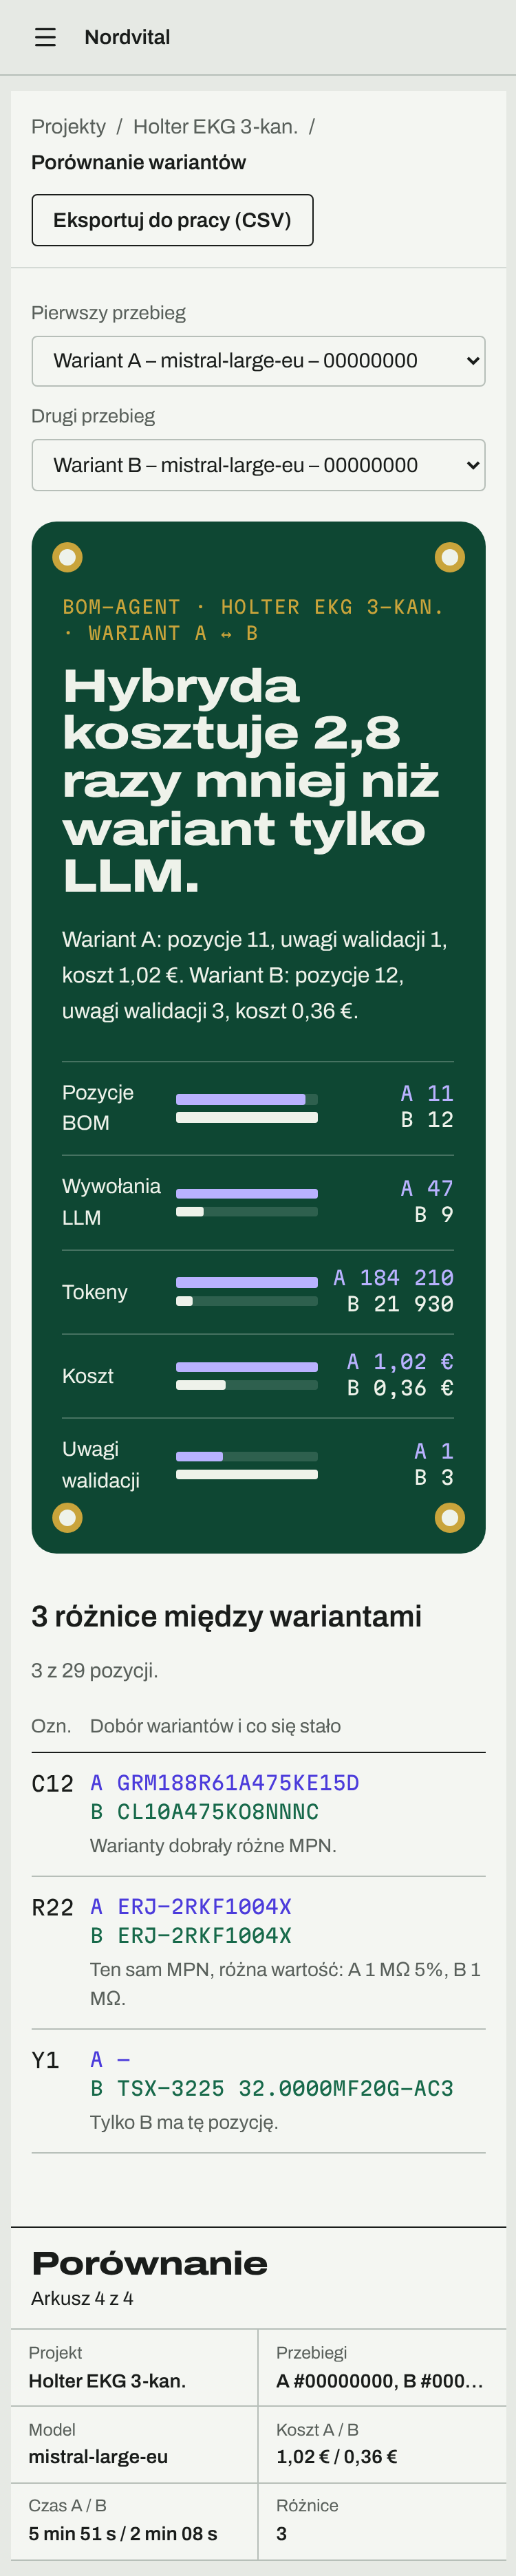 Nordvital
Projekty / Holter EKG 3-kan. /
Porównanie wariantów
Eksportuj do pracy (CSV)
Pierwszy przebieg
Wariant A – mistral-large-eu – 00000000
Drugi przebieg
Wariant B – mistral-large-eu – 00000000
BOM-AGENT · HOLTER EKG 3-KAN.
· WARIANT A ↔ B
Hybryda
kosztuje 2,8
razy mniej niż
wariant tylko
LLM.
Wariant A: pozycje 11, uwagi walidacji 1,
koszt 1,02 €. Wariant B: pozycje 12,
uwagi walidacji 3, koszt 0,36 €.
Pozycje
BOM
A 11
B 12
Wywołania
LLM
A 47
B 9
Tokeny
A 184 210
B 21 930
Koszt
A 1,02 €
B 0,36 €
Uwagi
walidacji
A 1
B 3
3 różnice między wariantami
3 z 29 pozycji.
Ozn. Dobór wariantów i co się stało
C12 A GRM188R61A475KE15D
B CL10A475KO8NNNC
Warianty dobrały różne MPN.
R22 A ERJ-2RKF1004X
B ERJ-2RKF1004X
Ten sam MPN, różna wartość: A 1 MΩ 5%, B 1
MΩ.
Y1 A —
B TSX-3225 32.0000MF20G-AC3
Tylko B ma tę pozycję.
Porównanie
Arkusz 4 z 4
Projekt
Holter EKG 3-kan.
Przebiegi
A #00000000, B #000...
Model
mistral-large-eu
Koszt A / B
1,02 € / 0,36 €
Czas A / B
5 min 51 s / 2 min 08 s
Różnice
3